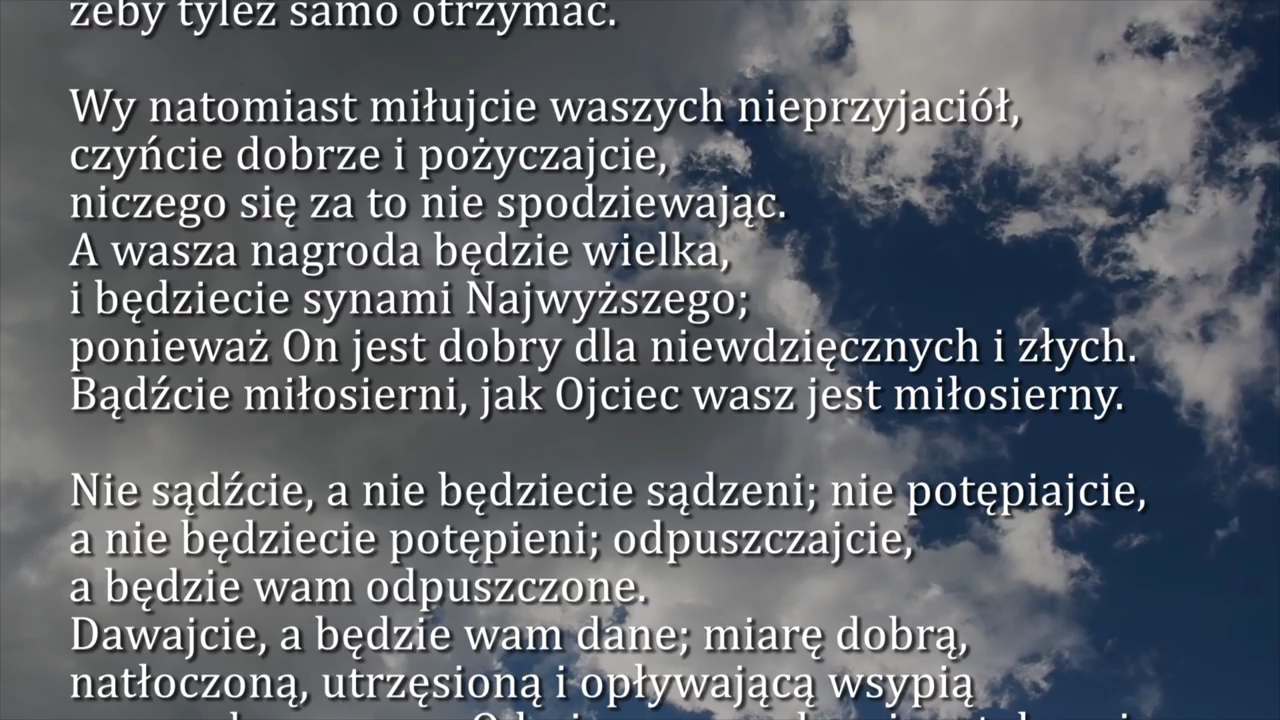 żeby tyleż samo otrzymać.
Wy natomiast miłujcie waszych nieprzyjaciół,
czyńcie dobrze i pożyczajcie,
niczego się za to nie spodziewając.
A wasza nagroda będzie wielka,
i będziecie synami Najwyższego;
ponieważ On jest dobry dla niewdzięcznych i złych.
Bądźcie miłosierni, jak Ojciec wasz jest miłosierny.
Nie sądźcie, a nie będziecie sądzeni; nie potępiajcie,
a nie będziecie potępieni; odpuszczajcie,
a będzie wam odpuszczone.
Dawajcie, a będzie wam dane; miarę dobrą,
natłoczoną, utrzęsioną i opływającą wsypią